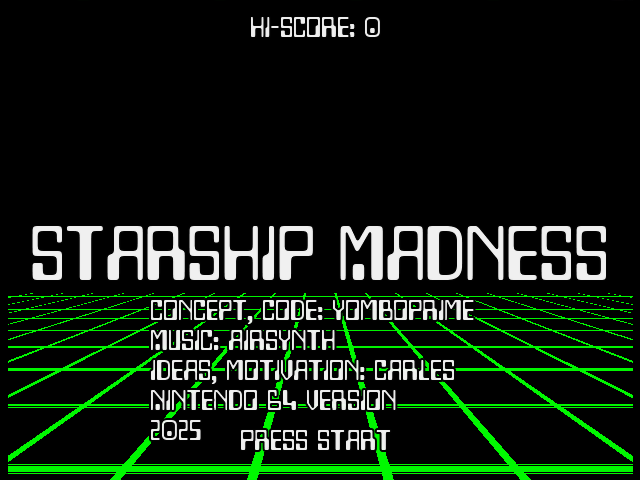 HI-SCORE: 0
STARSHIP MADNESS
CONCEPT, CODE: YOMBOPRIME
MUSIC: AIRSYNTH
IDEAS, MOTIVATION: CARLES
NINTENDO 64 VERSION
2025
PRESS START